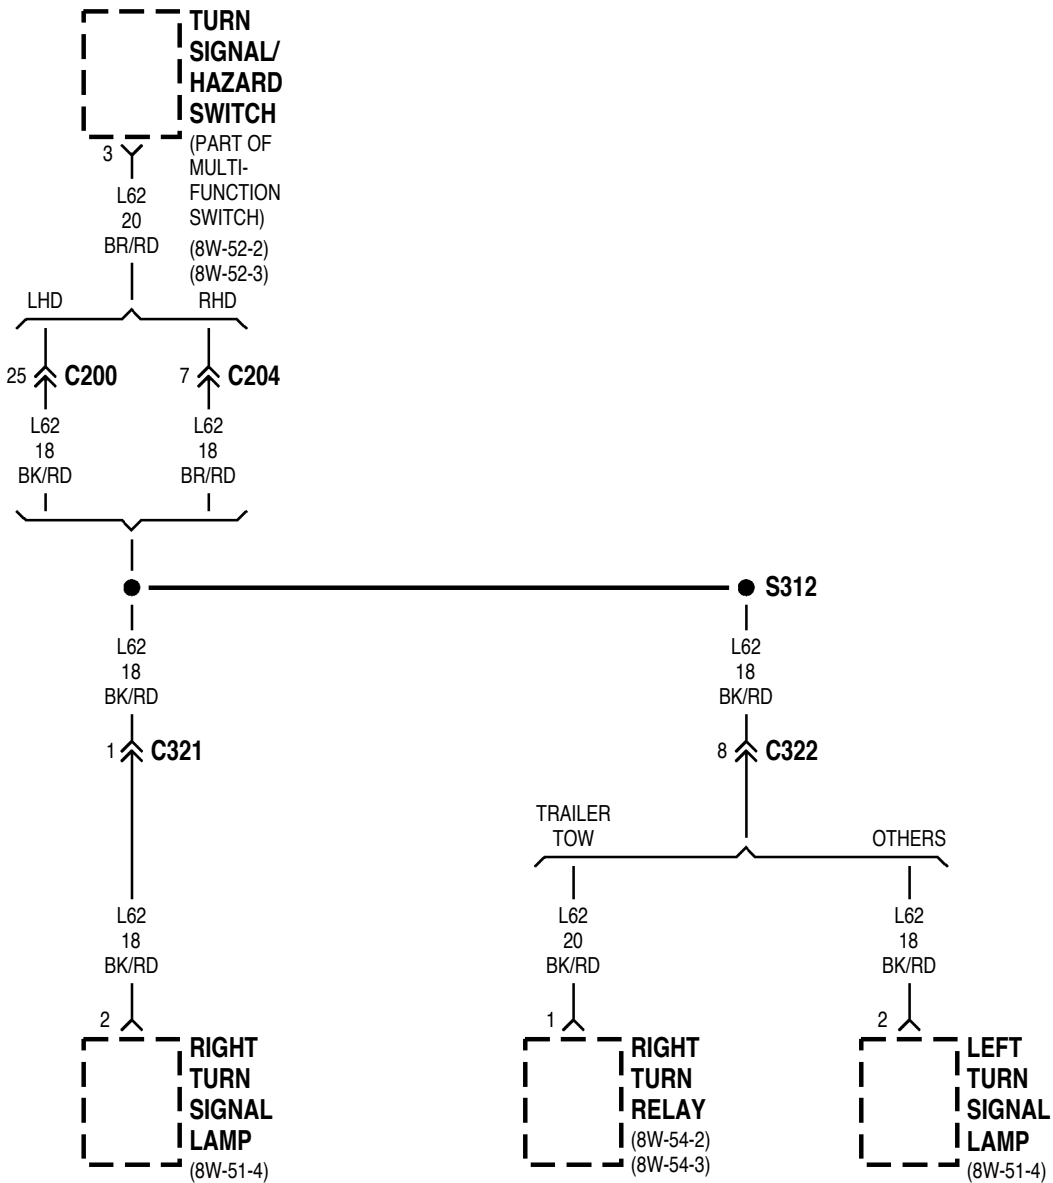 TURN
SIGNAL/
HAZARD
SWITCH
(PART OF
MULTI-
FUNCTION
SWITCH)
(8W-52-2)
(8W-52-3)
3
L62
20
BR/RD
LHD
RHD
25
C200
7
C204
L62
18
BK/RD
L62
18
BR/RD
S312
L62
18
BK/RD
L62
18
BK/RD
1
C321
8
C322
TRAILER
TOW
OTHERS
L62
18
BK/RD
L62
20
BK/RD
L62
18
BK/RD
2
RIGHT
TURN
SIGNAL
LAMP
(8W-51-4)
1
RIGHT
TURN
RELAY
(8W-54-2)
(8W-54-3)
2
LEFT
TURN
SIGNAL
LAMP
(8W-51-4)